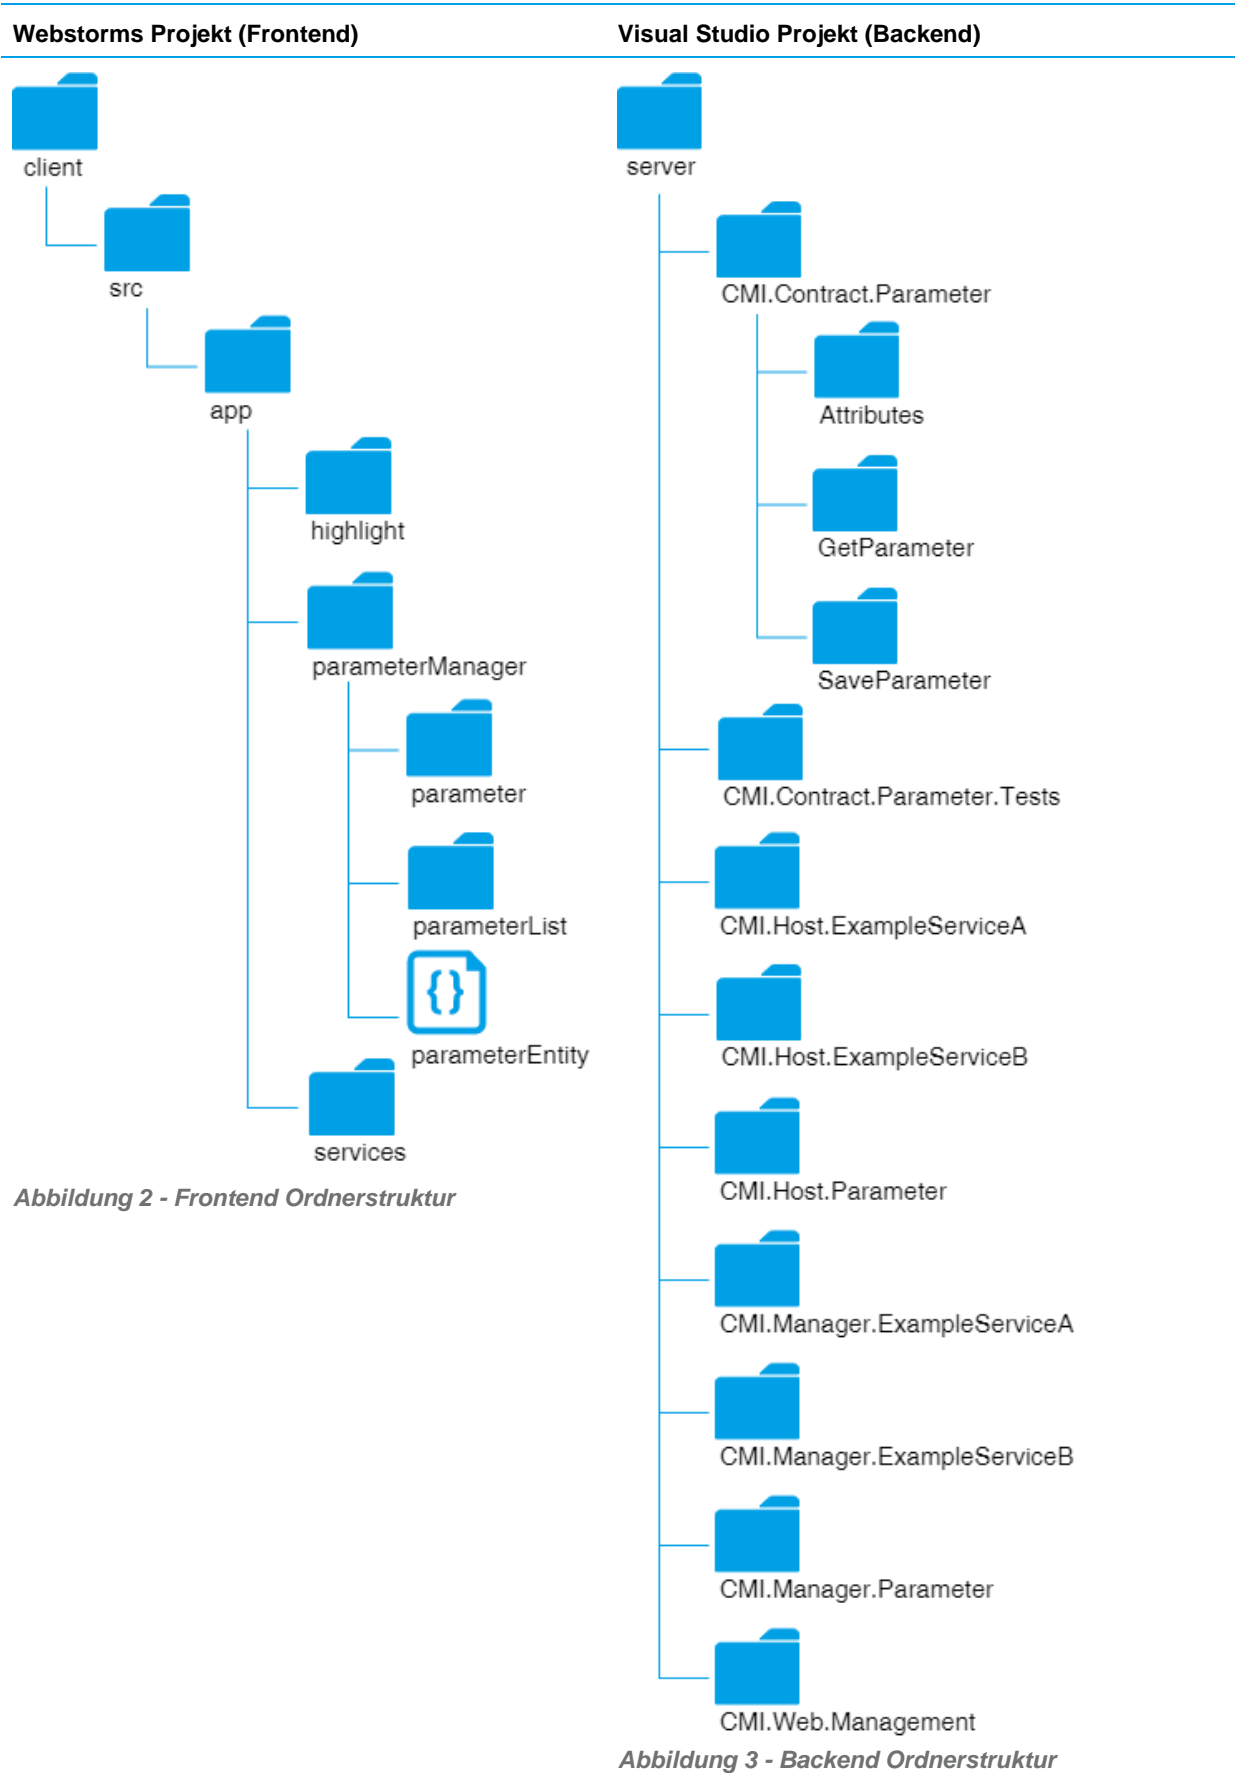 Webstorms Projekt (Frontend)
Visual Studio Projekt (Backend)
client
src
app
highlight
parameterManager
parameter
parameterList
{}
parameterEntity
services
Abbildung 2 - Frontend Ordnerstruktur
server
CMI.Contract.Parameter
Attributes
GetParameter
SaveParameter
CMI.Contract.Parameter.Tests
CMI.Host.ExampleServiceA
CMI.Host.ExampleServiceB
CMI.Host.Parameter
CMI.Manager.ExampleServiceA
CMI.Manager.ExampleServiceB
CMI.Manager.Parameter
CMI.Web.Management
Abbildung 3 - Backend Ordnerstruktur